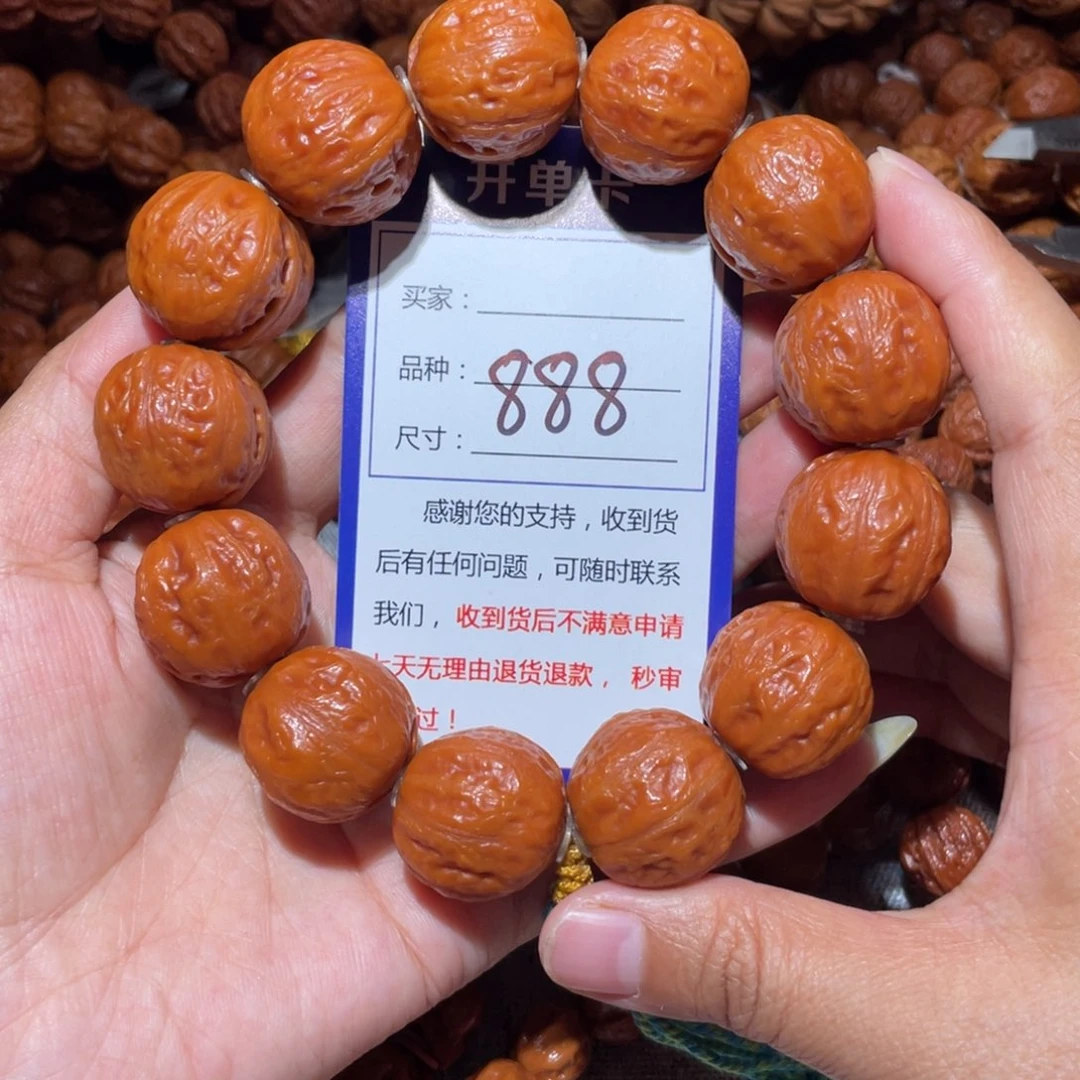 开单卡
买家：
品种：
888
尺寸：
感谢您的支持，收到货
后有任何问题，可随时联系
我们，收到货后不满意申请
七天无理由退货退款，秒审
过！